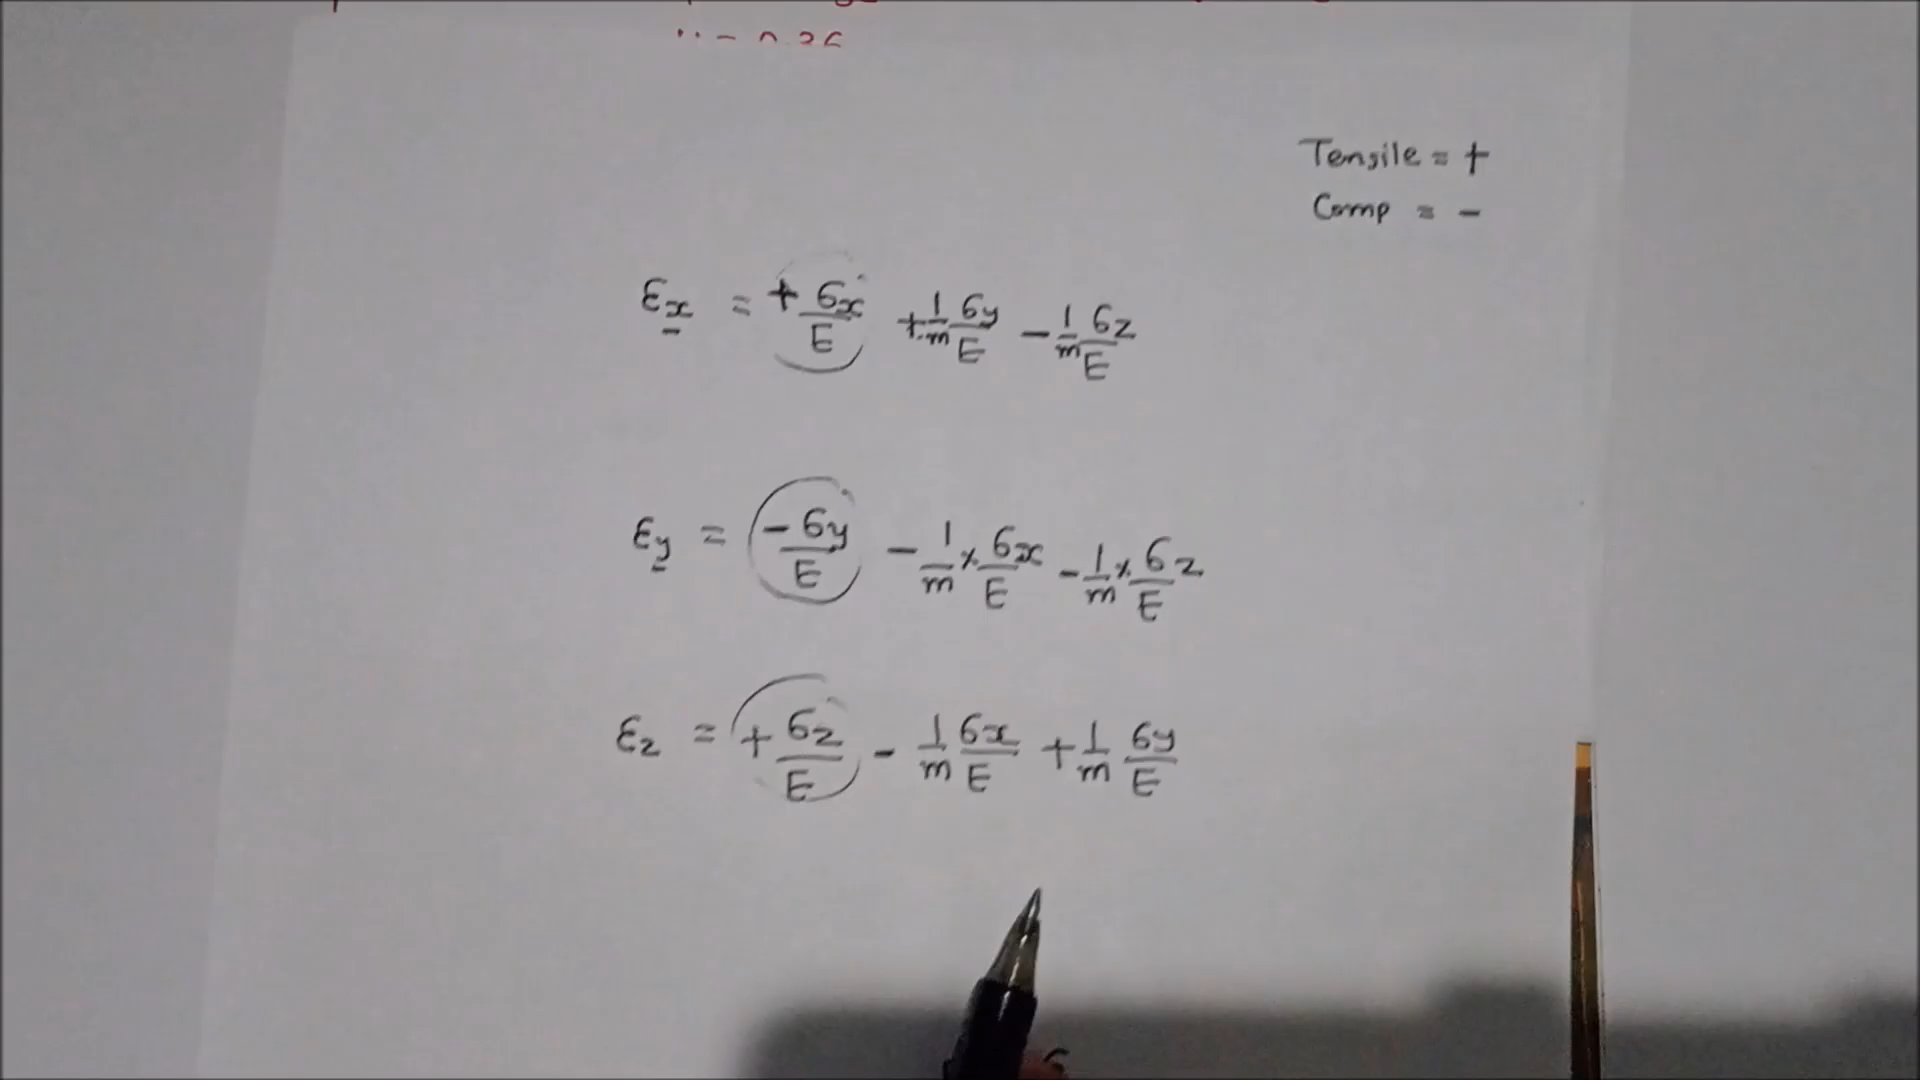 Tensile = +
Comp = -
εx = + σx/E + 1/m σy/E - 1/m σz/E
εy = - σy/E - 1/m × σx/E - 1/m × σz/E
εz = + σz/E - 1/m σx/E + 1/m σy/E